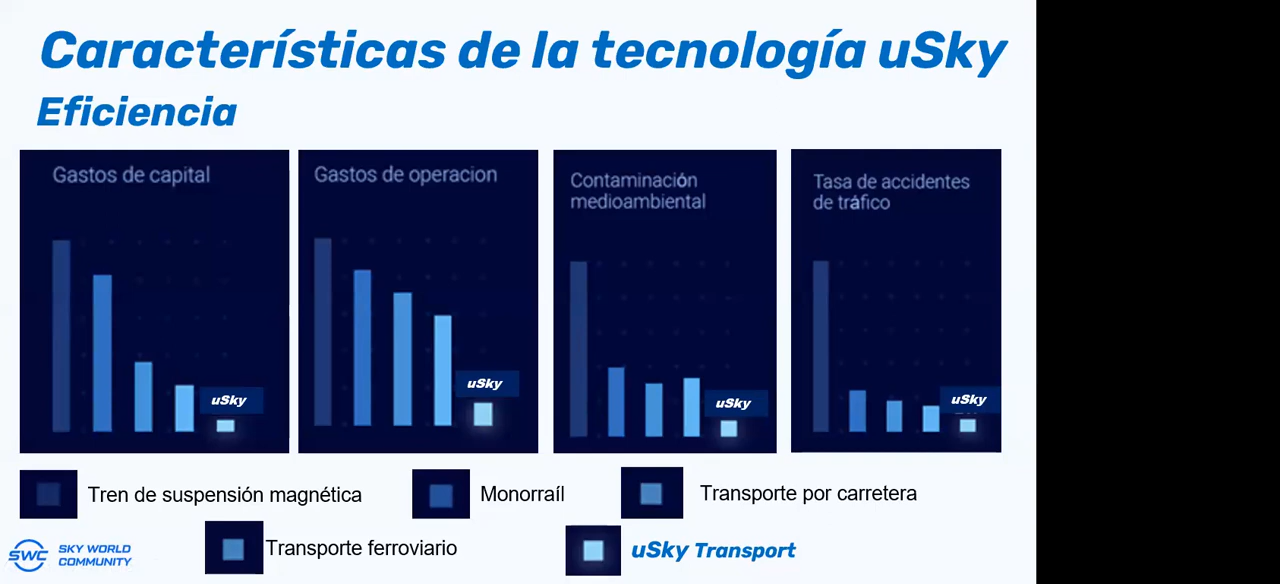 Características de la tecnología uSky
Eficiencia
Gastos de capital
Gastos de operacion
Contaminación
medioambiental
Tasa de accidentes
de tráfico
uSky
uSky
uSky
uSky
Tren de suspensión magnética
Monorraíl
Transporte por carretera
Transporte ferroviario
uSky Transport
SWC
SKY WORLD
COMMUNITY